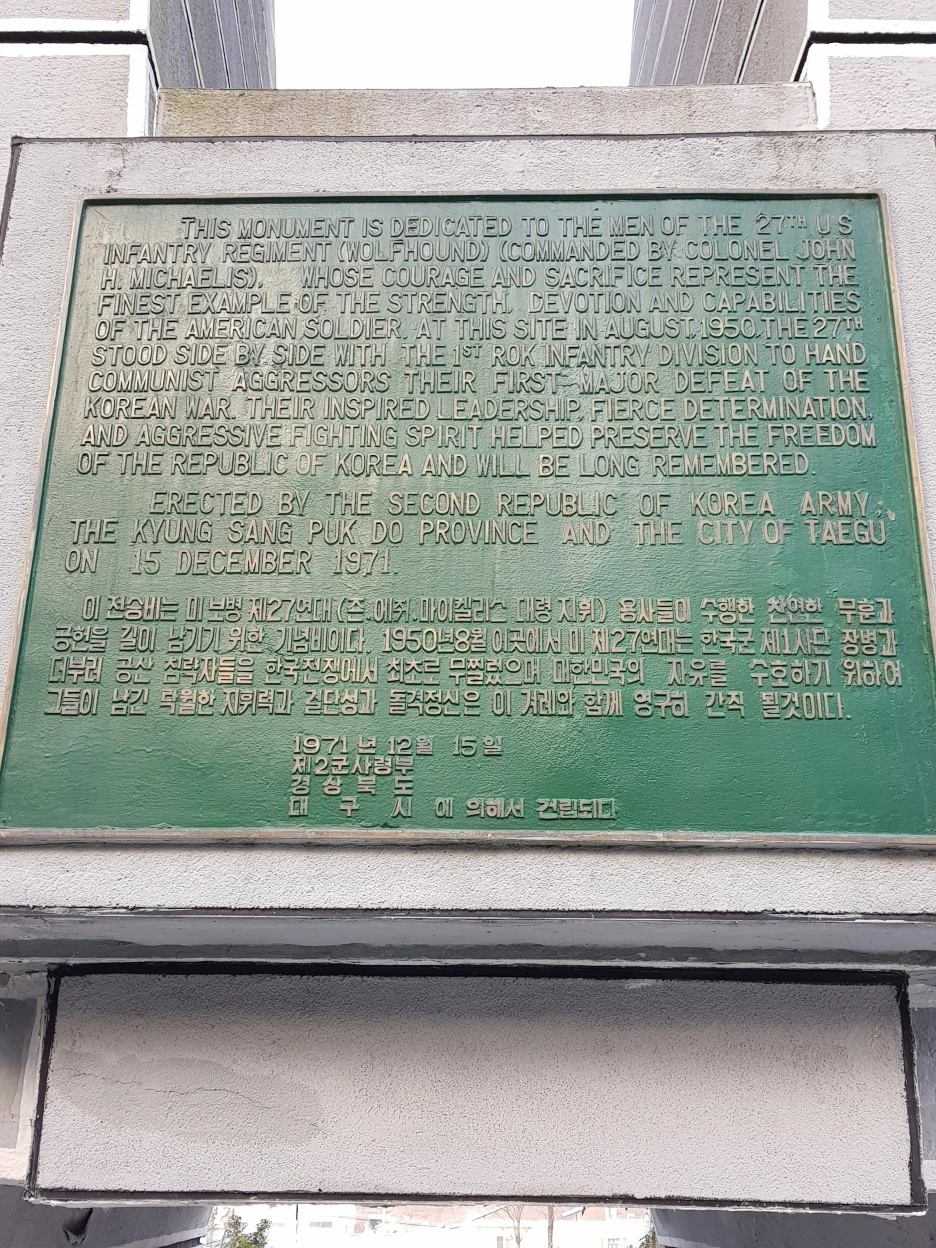 THIS MONUMENT IS DEDICATED TO THE MEN OF THE 27TH U S
INFANTRY REGIMENT (WOLFHOUND) (COMMANDED BY COLONEL JOHN
H. MICHAELIS), WHOSE COURAGE AND SACRIFICE REPRESENT THE
FINEST EXAMPLE OF THE STRENGTH, DEVOTION AND CAPABILITIES
OF THE AMERICAN SOLDIER. AT THIS SITE IN AUGUST, 1950, THE 27TH
STOOD SIDE BY SIDE WITH THE 1ST ROK INFANTRY DIVISION TO HAND
COMMUNIST AGGRESSORS THEIR FIRST MAJOR DEFEAT OF THE
KOREAN WAR. THEIR INSPIRED LEADERSHIP, FIERCE DETERMINATION,
AND AGGRESSIVE FIGHTING SPIRIT HELPED PRESERVE THE FREEDOM
OF THE REPUBLIC OF KOREA AND WILL BE LONG REMEMBERED.
ERECTED BY THE SECOND REPUBLIC OF KOREA ARMY,
THE KYUNG SANG PUK DO PROVINCE AND THE CITY OF TAEGU
ON 15 DECEMBER 1971.
이 전승비는 미 보병 제27연대 (죤.에취.마이켈리스 대령 지휘) 용사들이 수행한 찬연한 무훈과
공헌을 길이 남기기 위한 기념비이다. 1950년8월 이곳에서 미 제27연대는 한국군 제1사단 장병과
더부러 공산 침략자들을 한국전쟁에서 최초로 무찔렀으며 대한민국의 자유를 수호하기 위하여
그들이 남긴 탁월한 지휘력과 결단성과 돌격정신은 이 겨레와 함께 영구히 간직 될것이다.
1971년 12월 15일
제2군사령부
경상북도
대구시 에 의해서 건립되다